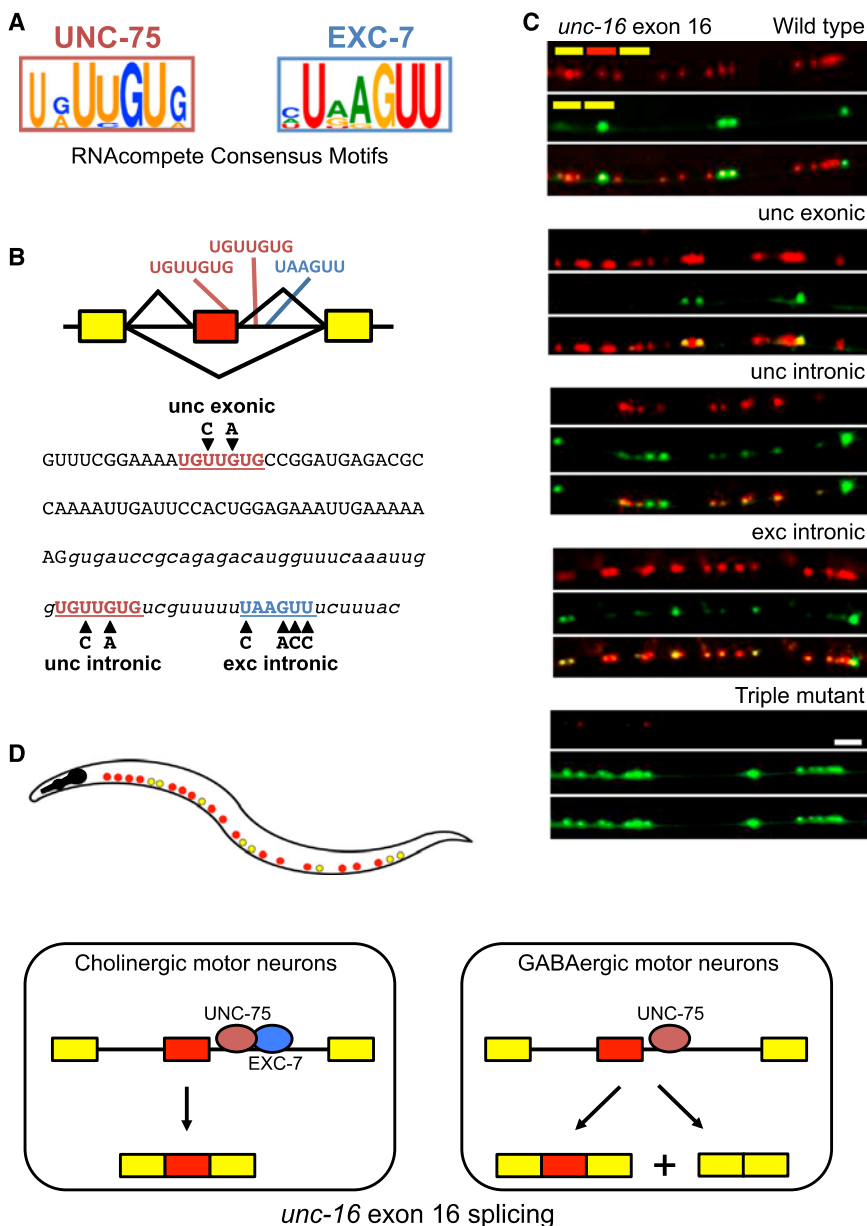 A
UNC-75
EXC-7
RNAcompete Consensus Motifs
B
UGUUGUG
UGUUGUG
UAAGUU
unc exonic
C A
GUUUCGGAAAAUGUUGUGCCGGAUGAGACGC
CAAAAUUGAUUCCACUGGAGAAAUUGAAAAA
AGgugauccgcagagacaugguuucaaauug
gUGUUGUGucguuuuuUAAGUUucuuuac
C A
C ACC
unc intronic
exc intronic
C
unc-16 exon 16
Wild type
unc exonic
unc intronic
exc intronic
Triple mutant
D
Cholinergic motor neurons
UNC-75
EXC-7
GABAergic motor neurons
UNC-75
+
unc-16 exon 16 splicing